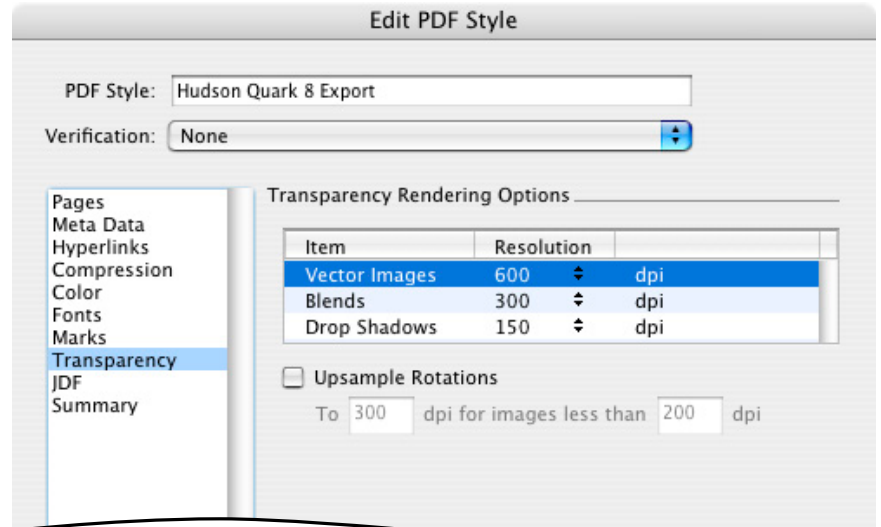 Edit PDF Style
PDF Style: Hudson Quark 8 Export
Verification: None
Pages
Meta Data
Hyperlinks
Compression
Color
Fonts
Marks
Transparency
JDF
Summary
Transparency Rendering Options
Item Resolution
Vector Images 600 dpi
Blends 300
Drop Shadows 150 dpi
Upsample Rotations
To 300 dpi for images less than 200 dpi